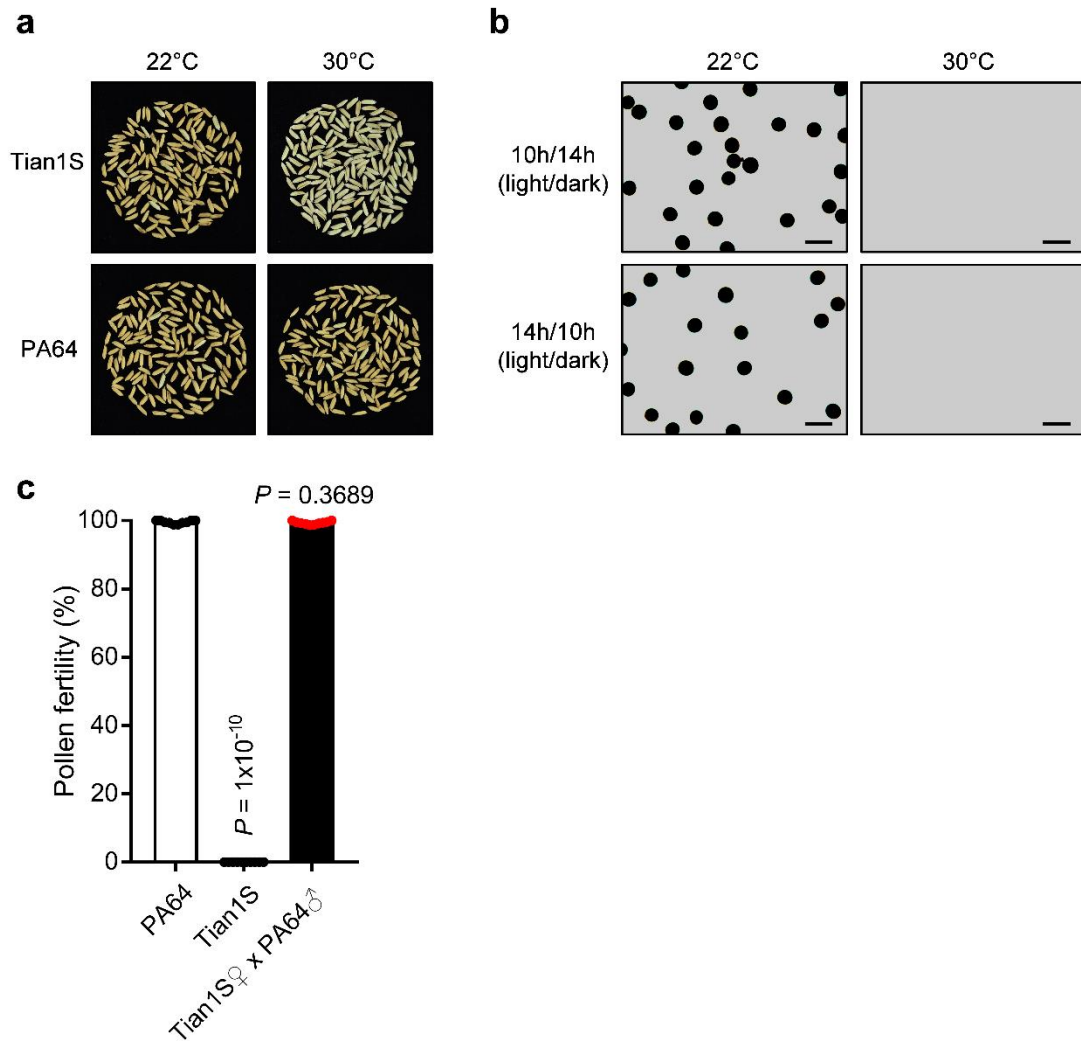 a
22°C 30°C
Tian1S
PA64
b
22°C 30°C
10h/14h
(light/dark)
14h/10h
(light/dark)
c
P = 0.3689
P = 1x10⁻¹⁰
Pollen fertility (%)
100
80
60
40
20
0
PA64
Tian1S
Tian1S♀ x PA64♂